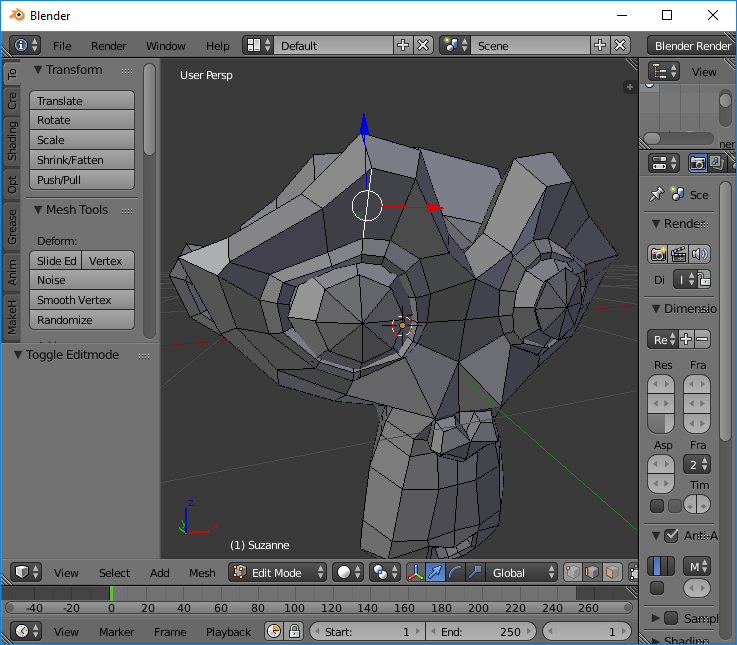 Blender
File Render Window Help Default Scene Blender Render
User Persp
View
To
Cre
Shading
Opt
Grease
Anim
MakeH
Transform
Translate
Rotate
Scale
Shrink/Fatten
Push/Pull
Mesh Tools
Deform:
Slide Ed Vertex
Noise
Smooth Vertex
Randomize
Toggle Editmode
z
x
(1) Suzanne
Sce
Render
Di
Dimensio
Re
Res Fra
Asp Fra
2
Tim
Anti-A
M
Sampl
Shading
View Select Add Mesh Edit Mode Global
-40 -20 0 20 40 60 80 100 120 140 160 180 200 220 240 260
View Marker Frame Playback Start: 1 End: 250 1